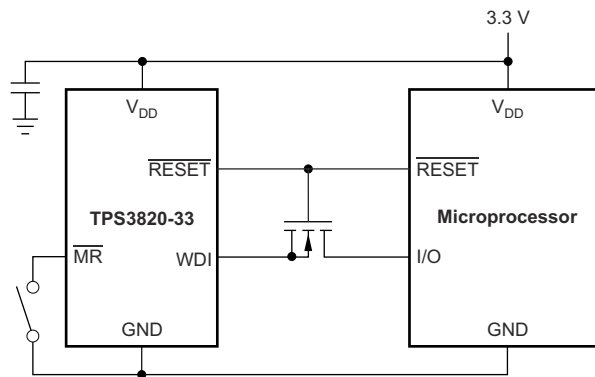 3.3 V
V_DD
V_DD
RESET
RESET
TPS3820-33
Microprocessor
MR
WDI
I/O
GND
GND